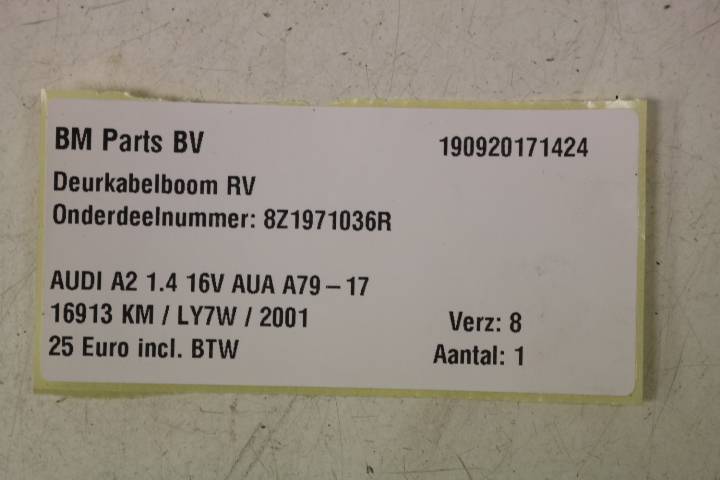 BM Parts BV 190920171424
Deurkabelboom RV
Onderdeelnummer: 8Z1971036R
AUDI A2 1.4 16V AUA A79-17
16913 KM / LY7W / 2001 Verz: 8
25 Euro incl. BTW Aantal: 1